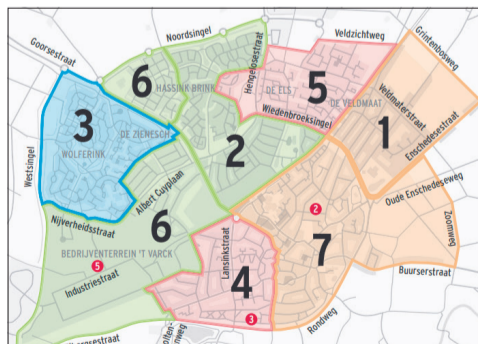 Noordsingel
Veldzichtweg
Goorsestraat
Hengelosestraat
Grintenbosweg
6
HASSINK BRINK
5
DE ELS
DE VELDMAAT
3
WOLFERINK
DE ZIENESCH
Wiedenbroeksingel
Veldmaterstraat
1
Enschedesestraat
Westsingel
2
Albert Cuyplaan
Oude Enschedeseweg
Nijverheidsstraat
6
2
Zoomweg
BEDRIJVENTERREIN 'T VARCK
7
5
Industriestraat
Lansinkstraat
4
Buurserstraat
3
Rondweg